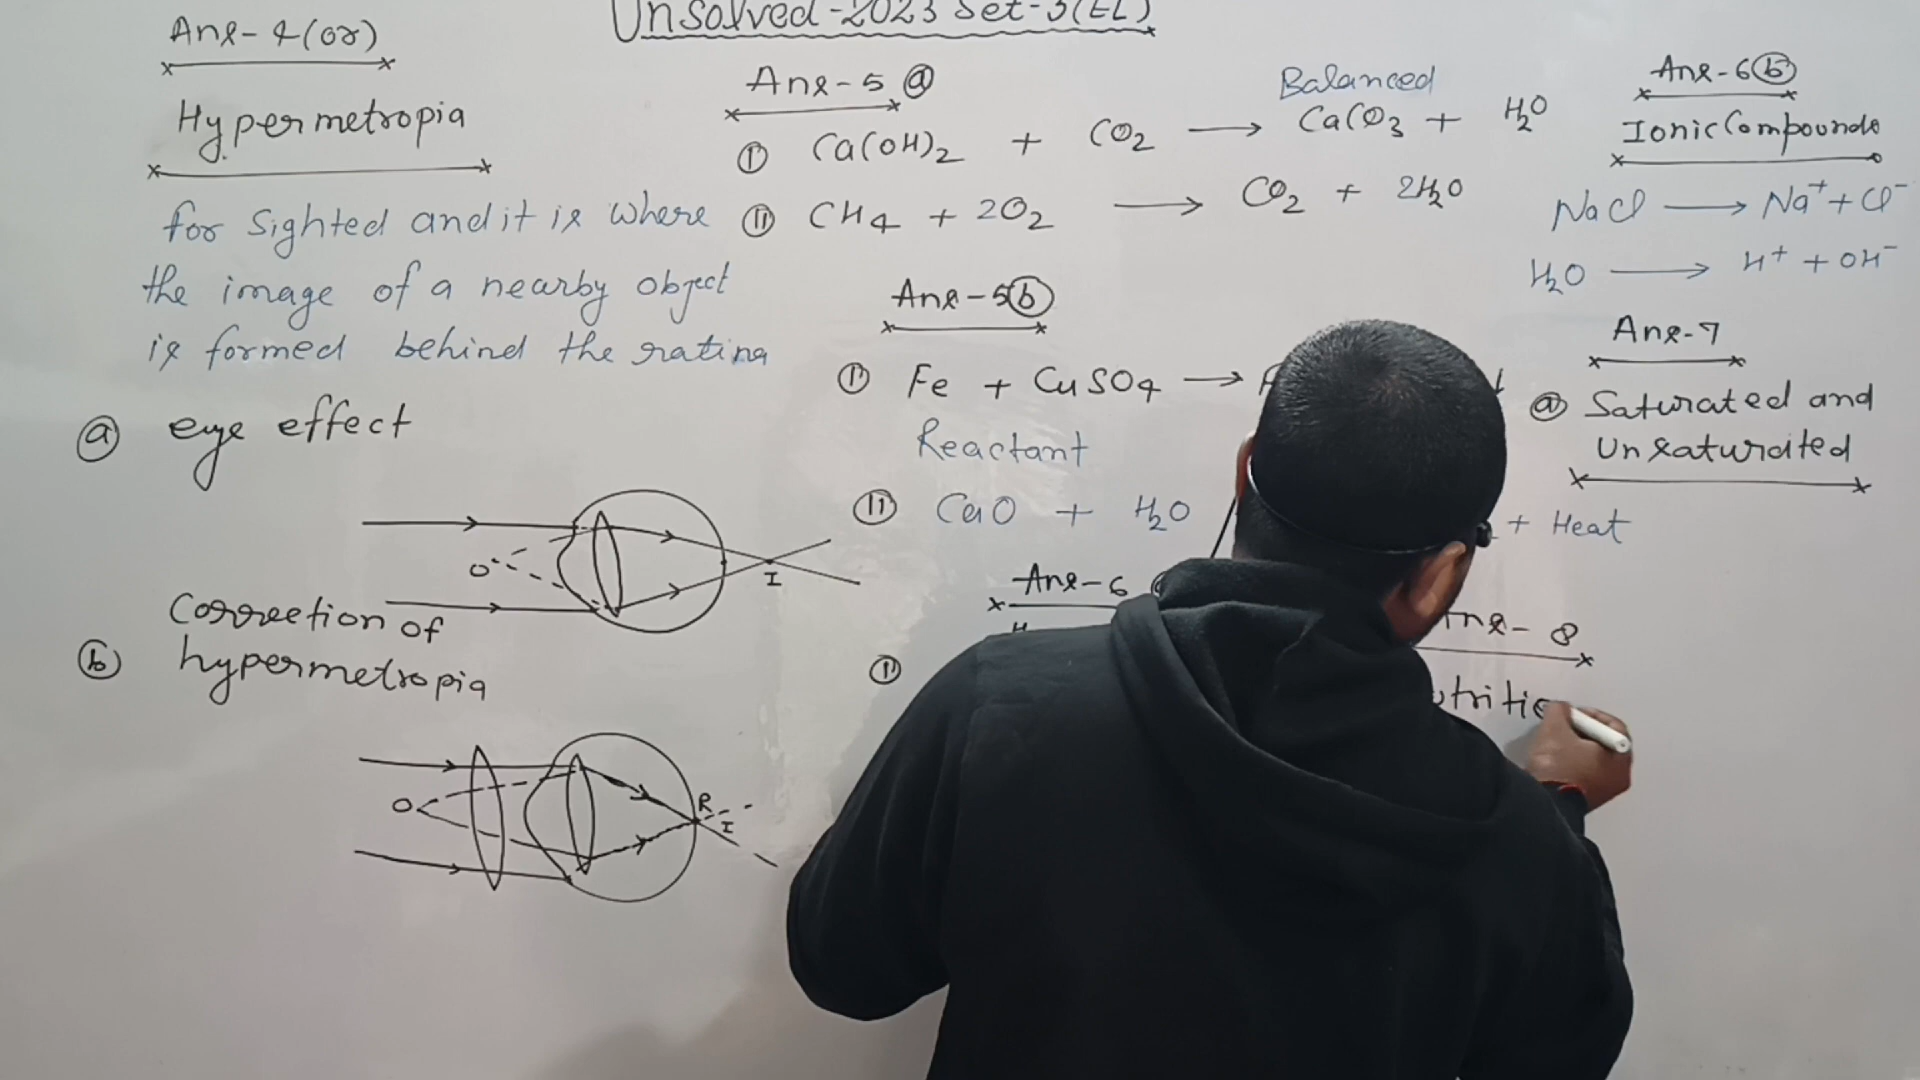 Unsolved-2023 Set-3(EL)
Ans-4(or)
Hypermetropia
for sighted and it is where
the image of a nearby object
is formed behind the ratina
ⓐ eye effect
O
I
ⓑ Correction of
hypermetropia
O
R
I
Ans-5 ⓐ
Balanced
ⓘ Ca(OH)₂ + CO₂ → CaCO₃ + H₂O
ⓘⓘ CH₄ + 2O₂ → CO₂ + 2H₂O
Ans-5ⓑ
ⓘ Fe + CuSO₄ →
Reactant
ⓘⓘ CaO + H₂O + Heat
Ans-6
ⓘ
Ans-6ⓑ
Ionic Compounds
NaCl → Na⁺ + Cl⁻
H₂O → H⁺ + OH⁻
Ans-7
ⓐ Saturated and
Unsaturated
Ans-8